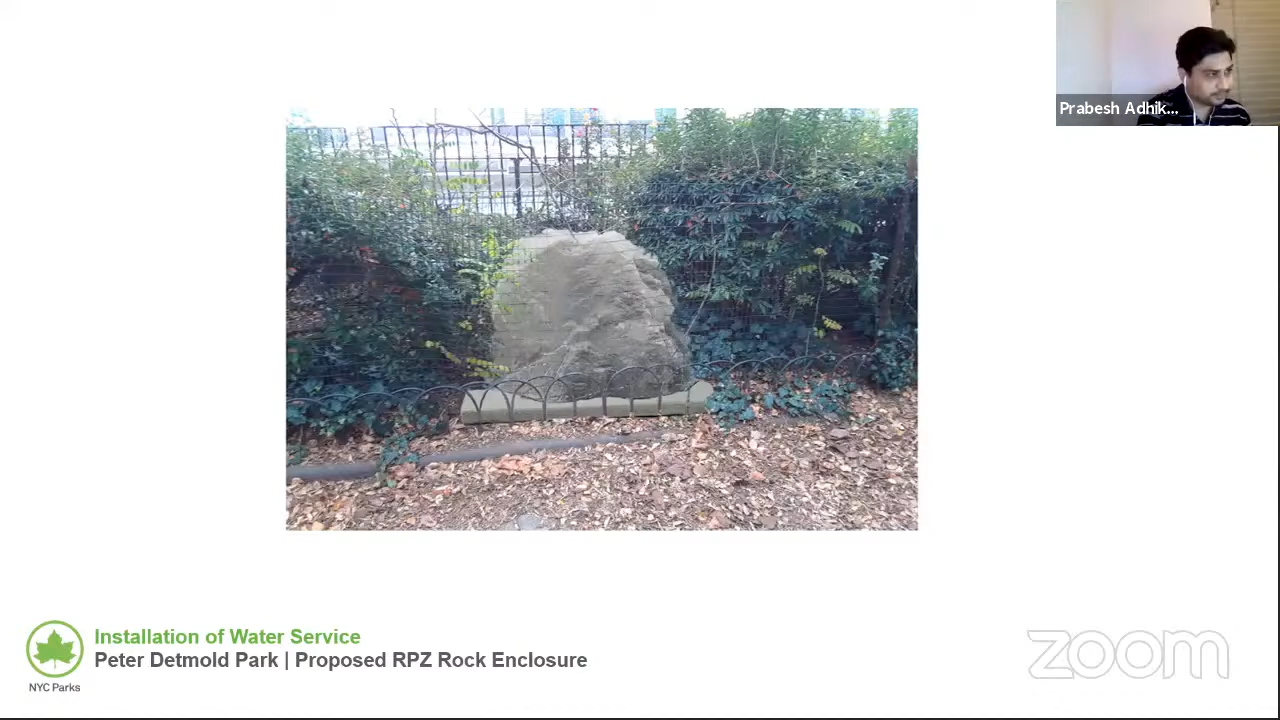 Prabesh Adhik...
Installation of Water Service
Peter Detmold Park | Proposed RPZ Rock Enclosure
NYC Parks
zoom